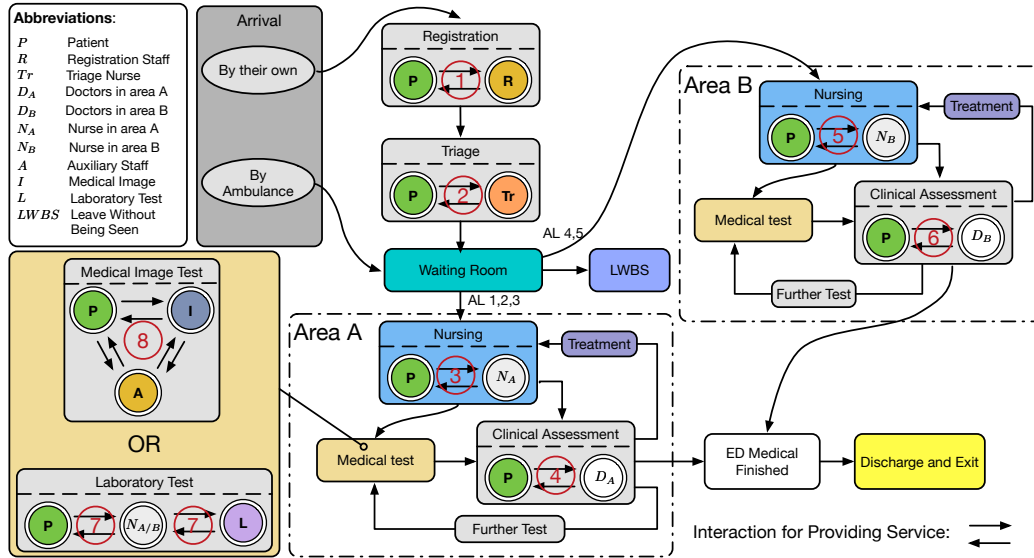 Abbreviations:
P Patient
R Registration Staff
Tr Triage Nurse
D_A Doctors in area A
D_B Doctors in area B
N_A Nurse in area A
N_B Nurse in area B
A Auxiliary Staff
I Medical Image
L Laboratory Test
LWBS Leave Without
Being Seen
Arrival
By their own
By
Ambulance
Registration
P 1 R
Triage
P 2 Tr
Waiting Room
AL 4,5
LWBS
AL 1,2,3
Area B
Nursing
P 5 N_B
Treatment
Clinical Assessment
P 6 D_B
Medical test
Further Test
Area A
Nursing
P 3 N_A
Treatment
Clinical Assessment
P 4 D_A
Medical test
Further Test
Medical Image Test
P I
8
A
OR
Laboratory Test
P 7 N_A/B 7 L
ED Medical
Finished
Discharge and Exit
Interaction for Providing Service: